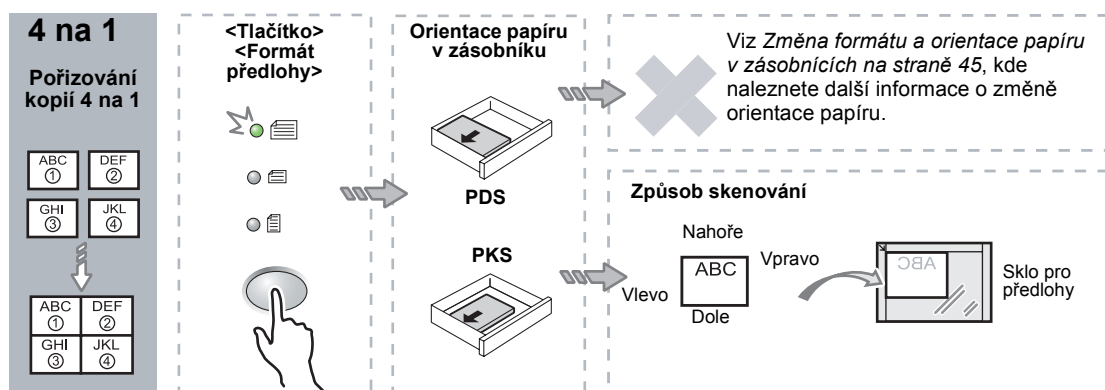 4 na 1
Pořizování
kopií 4 na 1
ABC
①
DEF
②
GHI
③
JKL
④
ABC
①
DEF
②
GHI
③
JKL
④
<Tlačítko>
<Formát
předlohy>
Orientace papíru
v zásobníku
PDS
PKS
Viz Změna formátu a orientace papíru
v zásobnících na straně 45, kde
naleznete další informace o změně
orientace papíru.
Způsob skenování
Nahoře
ABC
Vpravo
Vlevo
Dole
ABC
Sklo pro
předlohy